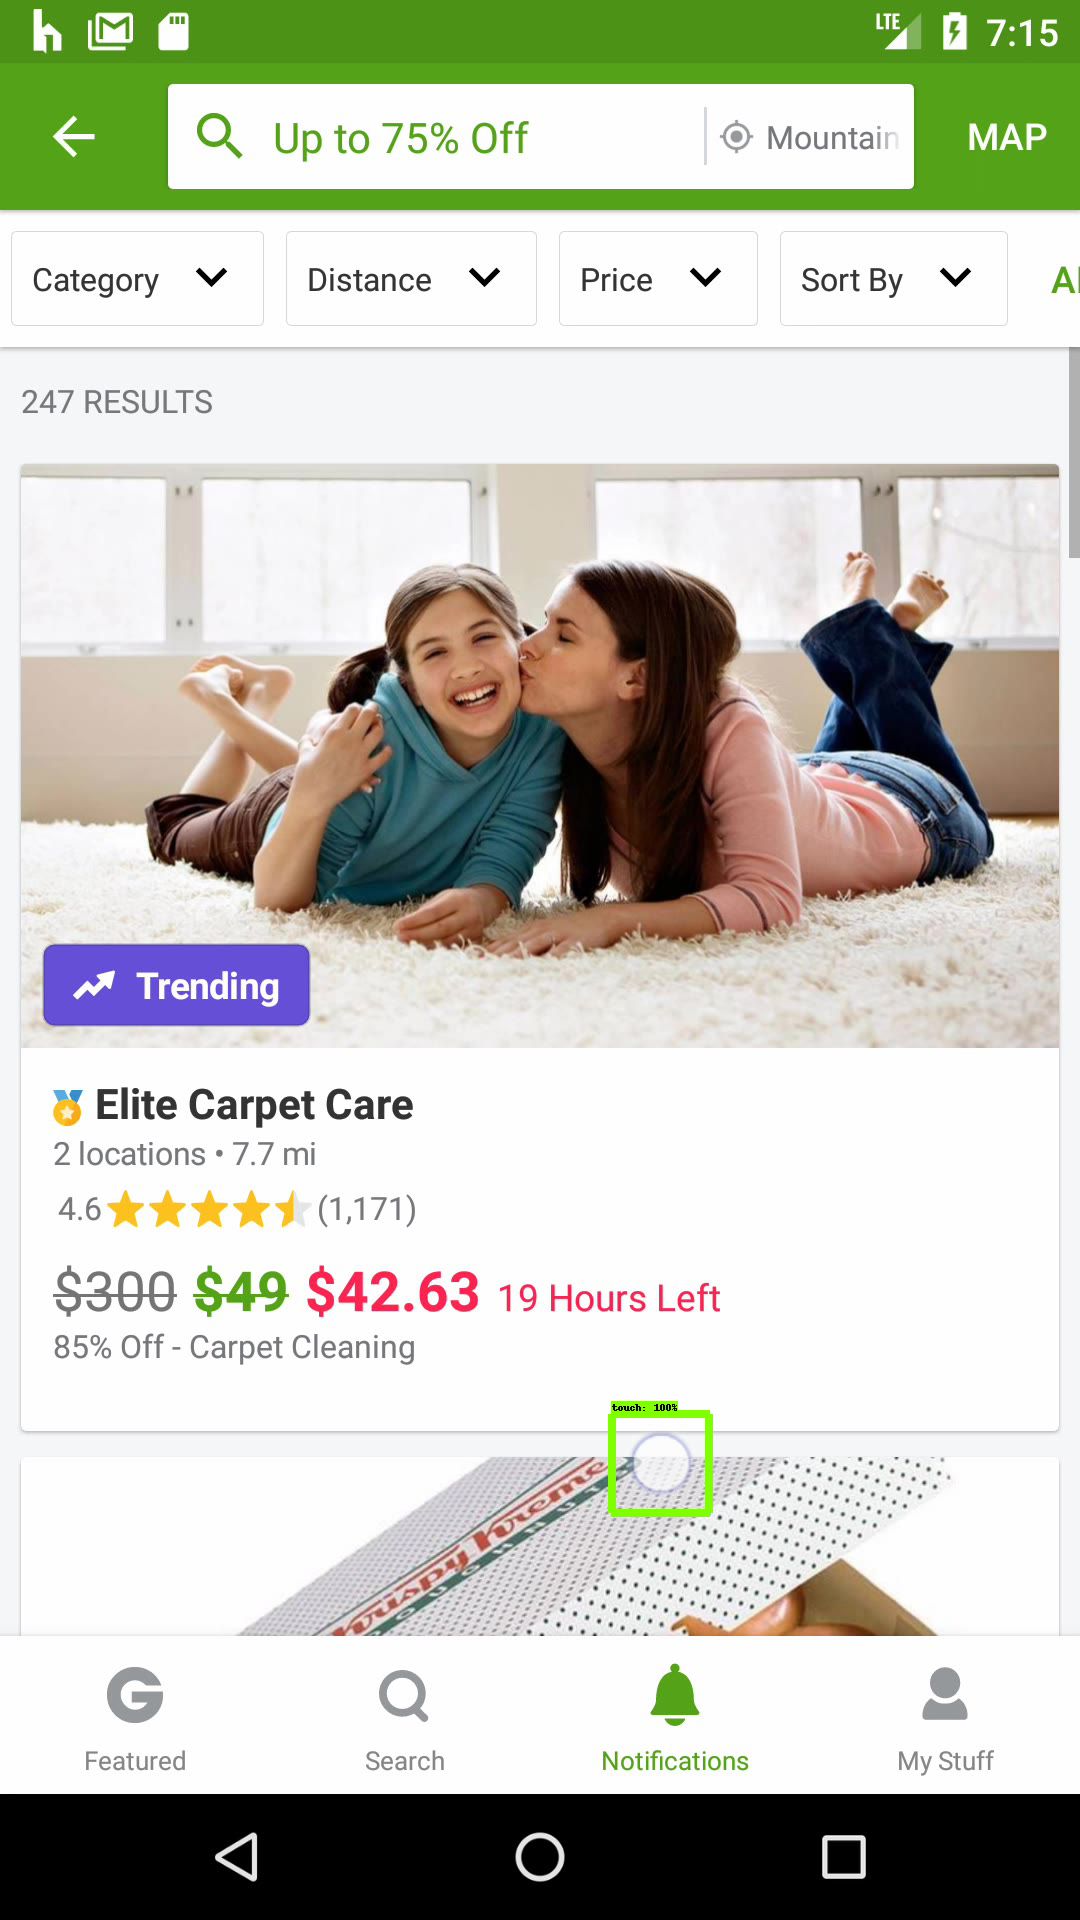 LTE 7:15
Up to 75% Off Mountain MAP
Category Distance Price Sort By
247 RESULTS
Trending
Elite Carpet Care
2 locations • 7.7 mi
4.6 (1,171)
$300 $49 $42.63 19 Hours Left
85% Off - Carpet Cleaning
touch: 100%
Krispy Kreme
DOUGHNUTS
Featured Search Notifications My Stuff